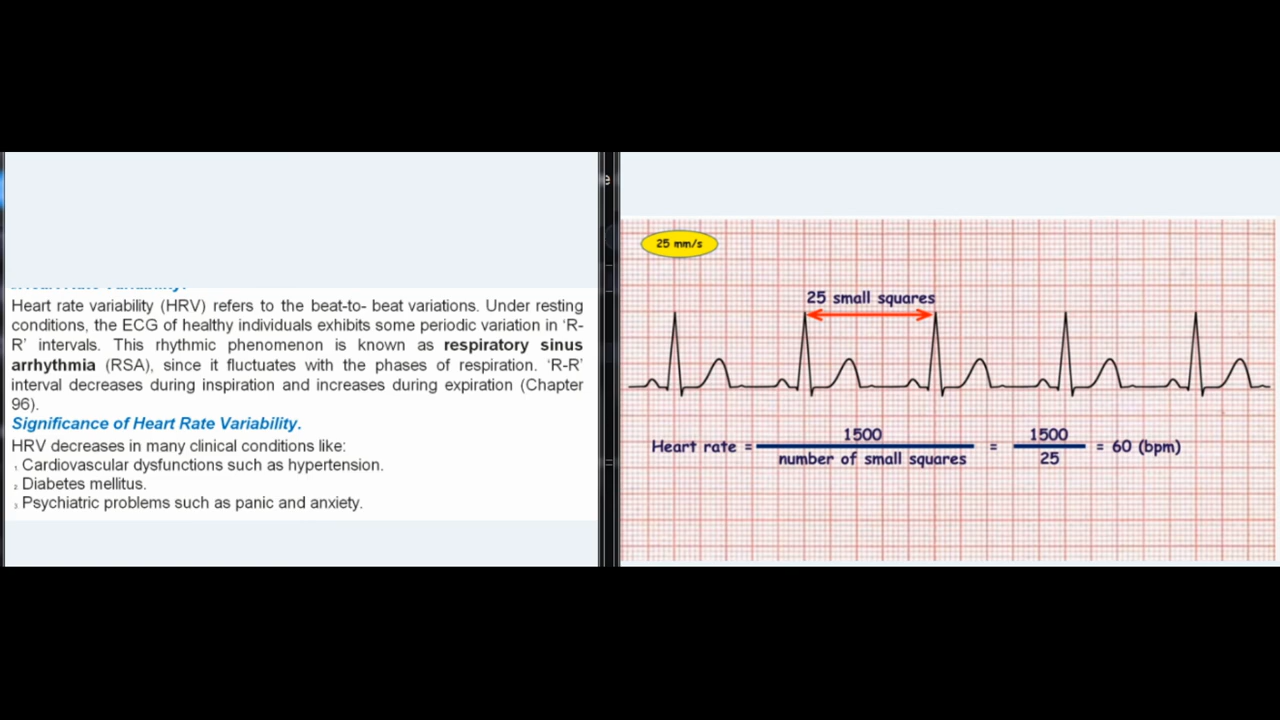 Heart rate variability (HRV) refers to the beat-to- beat variations. Under resting
conditions, the ECG of healthy individuals exhibits some periodic variation in ‘R-
R’ intervals. This rhythmic phenomenon is known as respiratory sinus
arrhythmia (RSA), since it fluctuates with the phases of respiration. ‘R-R’
interval decreases during inspiration and increases during expiration (Chapter
96).
Significance of Heart Rate Variability.
HRV decreases in many clinical conditions like:
1 Cardiovascular dysfunctions such as hypertension.
2 Diabetes mellitus.
3 Psychiatric problems such as panic and anxiety.
e
25 mm/s
25 small squares
Heart rate = 1500 / number of small squares = 1500 / 25 = 60 (bpm)